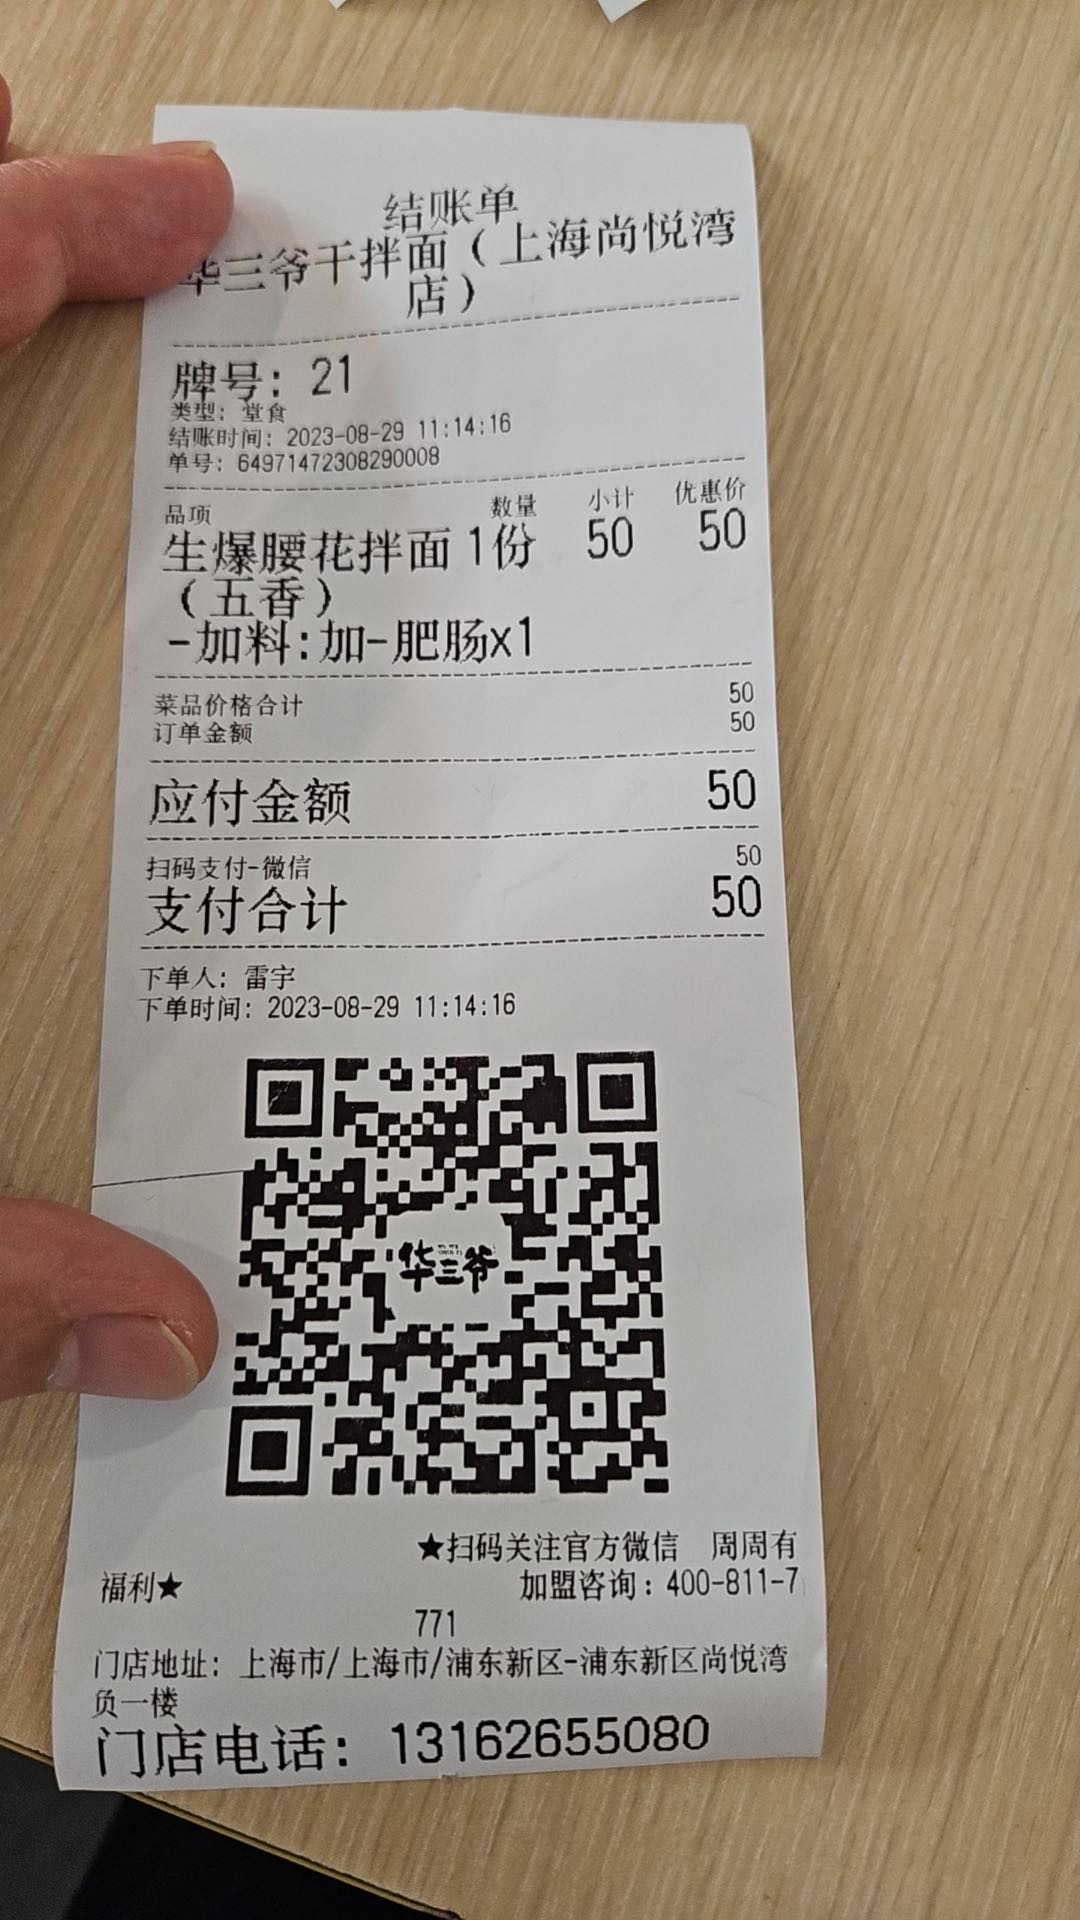 结账单
华三爷干拌面（上海尚悦湾
店）
牌号: 21
类型: 堂食
结账时间: 2023-08-29 11:14:16
单号: 64971472308290008
品项 数量 小计 优惠价
生爆腰花拌面 1份 50 50
（五香）
-加料:加-肥肠x1
菜品价格合计 50
订单金额 50
应付金额 50
扫码支付-微信 50
支付合计 50
下单人: 雷宇
下单时间: 2023-08-29 11:14:16
华三爷
★扫码关注官方微信 周周有
福利★ 加盟咨询: 400-811-7
771
门店地址: 上海市/上海市/浦东新区-浦东新区尚悦湾
负一楼
门店电话: 13162655080